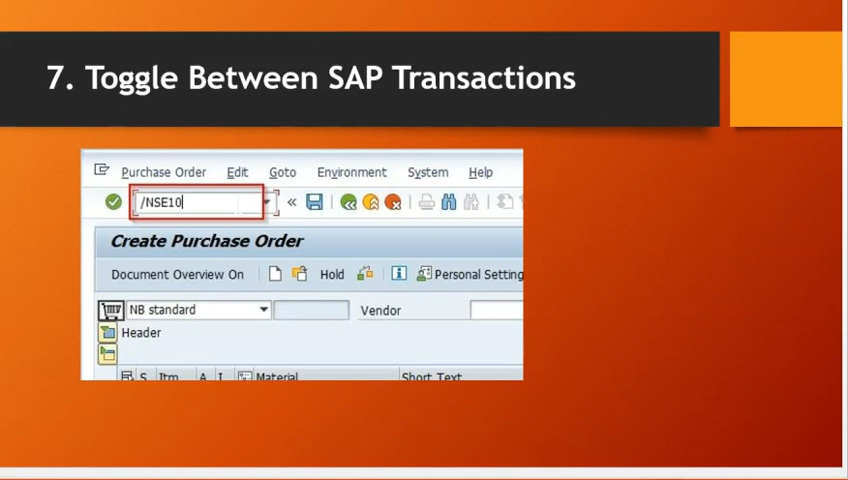 7. Toggle Between SAP Transactions
Purchase Order Edit Goto Environment System Help
/NSE10
Create Purchase Order
Document Overview On Hold Personal Setting
NB standard Vendor
Header
S Itm A I Material Short Text